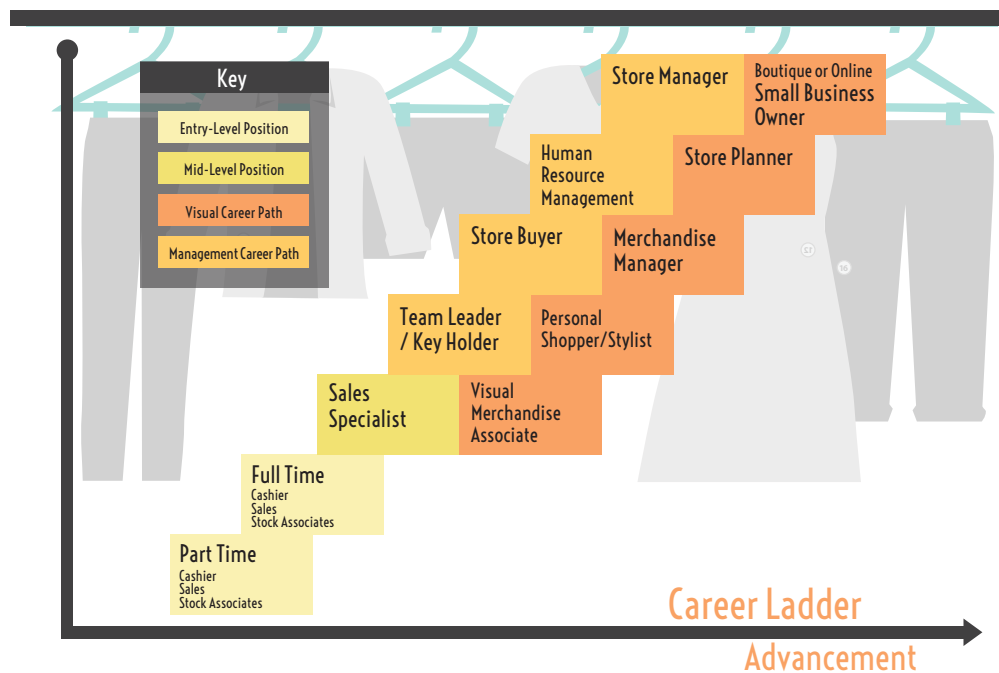 Key
Entry-Level Position
Mid-Level Position
Visual Career Path
Management Career Path
Store Manager
Boutique or Online
Small Business
Owner
Human
Resource
Management
Store Planner
Store Buyer
Merchandise
Manager
Team Leader
/ Key Holder
Personal
Shopper/Stylist
Sales
Specialist
Visual
Merchandise
Associate
Full Time
Cashier
Sales
Stock Associates
Part Time
Cashier
Sales
Stock Associates
Career Ladder
Advancement